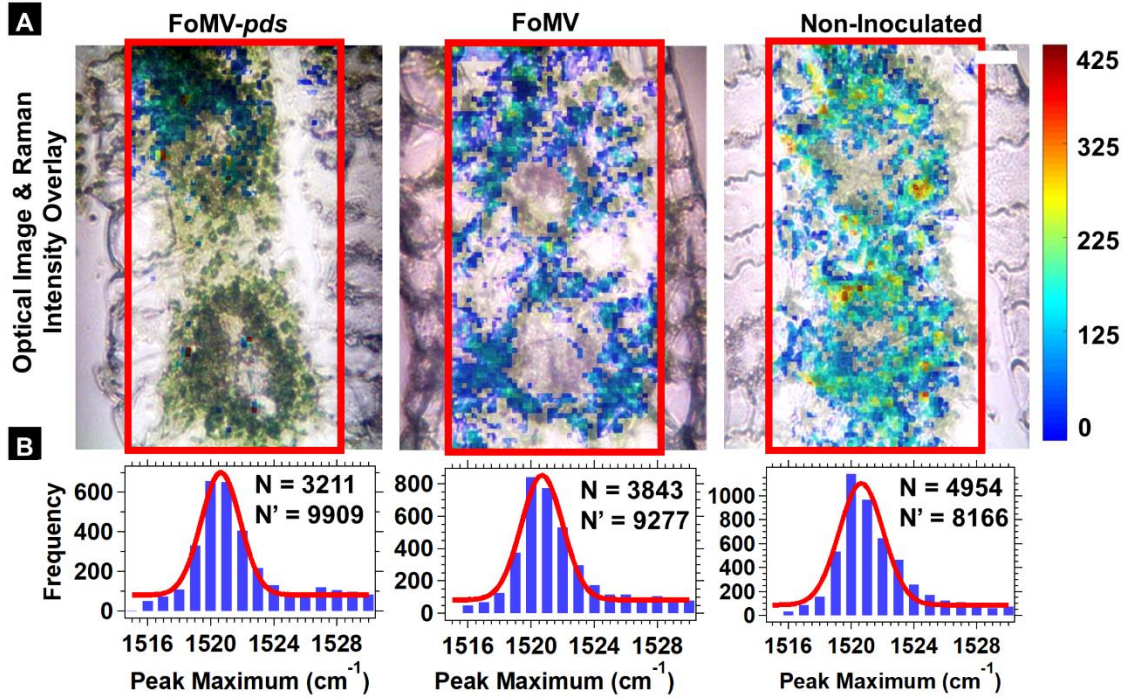 A
FoMV-pds
FoMV
Non-Inoculated
Optical Image & Raman
Intensity Overlay
425
325
225
125
0
B
Frequency
600
400
200
0
N = 3211
N' = 9909
1516 1520 1524 1528
Peak Maximum (cm⁻¹)
800
600
400
200
0
N = 3843
N' = 9277
1516 1520 1524 1528
Peak Maximum (cm⁻¹)
1000
800
600
400
200
0
N = 4954
N' = 8166
1516 1520 1524 1528
Peak Maximum (cm⁻¹)